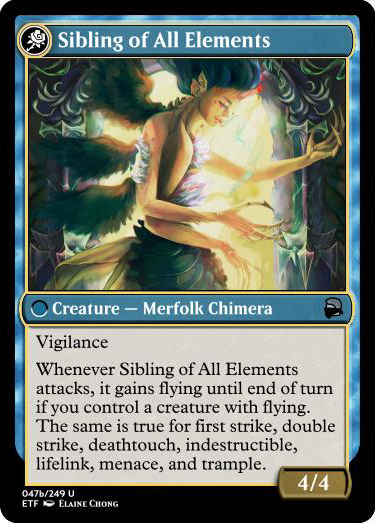 Sibling of All Elements
Creature — Merfolk Chimera
Vigilance
Whenever Sibling of All Elements
attacks, it gains flying until end of turn
if you control a creature with flying.
The same is true for first strike, double
strike, deathtouch, indestructible,
lifelink, menace, and trample.
4/4
047b/249 U
ETF Elaine Chong